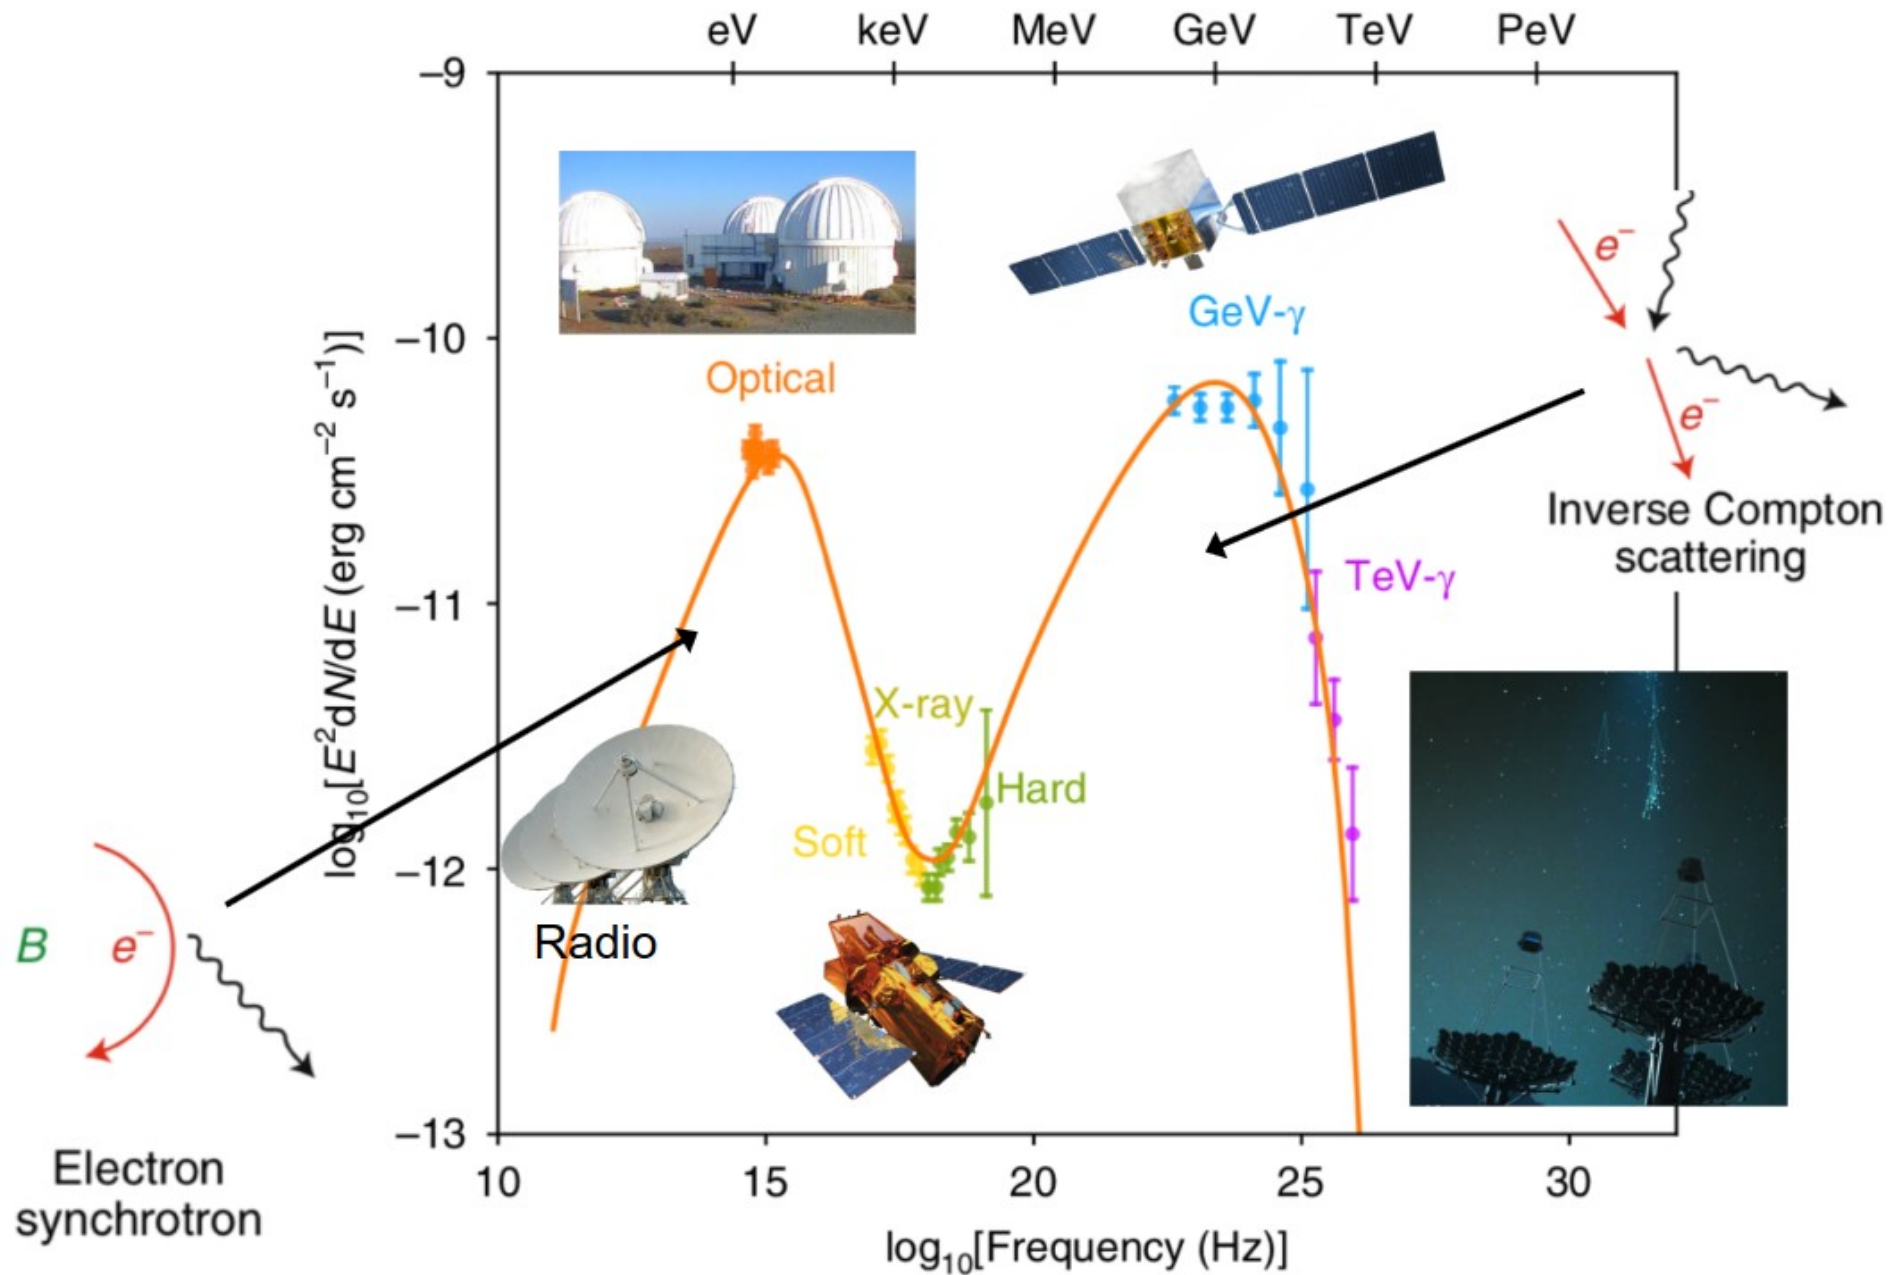 eV keV MeV GeV TeV PeV
–9
–10
–11
–12
–13
log₁₀[E²dN/dE (erg cm⁻² s⁻¹)]
GeV-γ
Optical
e⁻
e⁻
Inverse Compton
scattering
TeV-γ
X-ray
Hard
Soft
Radio
B e⁻
Electron
synchrotron
10 15 20 25 30
log₁₀[Frequency (Hz)]